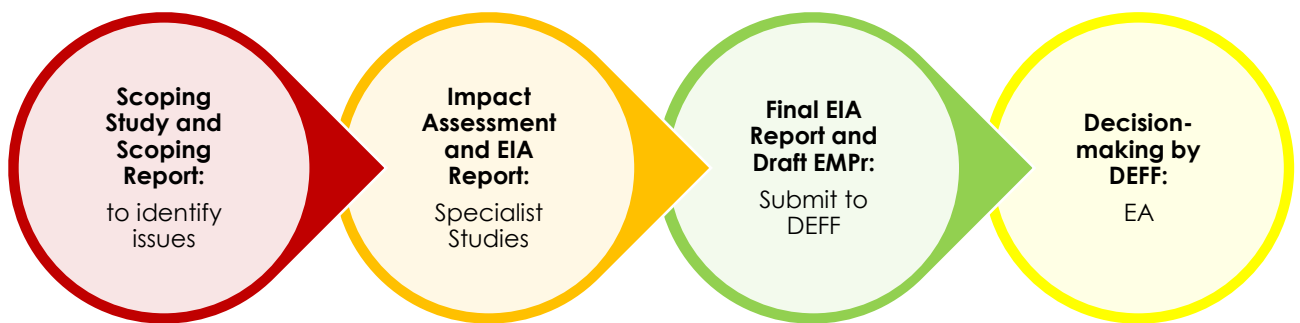 Scoping
Study and
Scoping
Report:
to identify
issues
Impact
Assessment
and EIA
Report:
Specialist
Studies
Final EIA
Report and
Draft EMPr:
Submit to
DEFF
Decision-
making by
DEFF:
EA